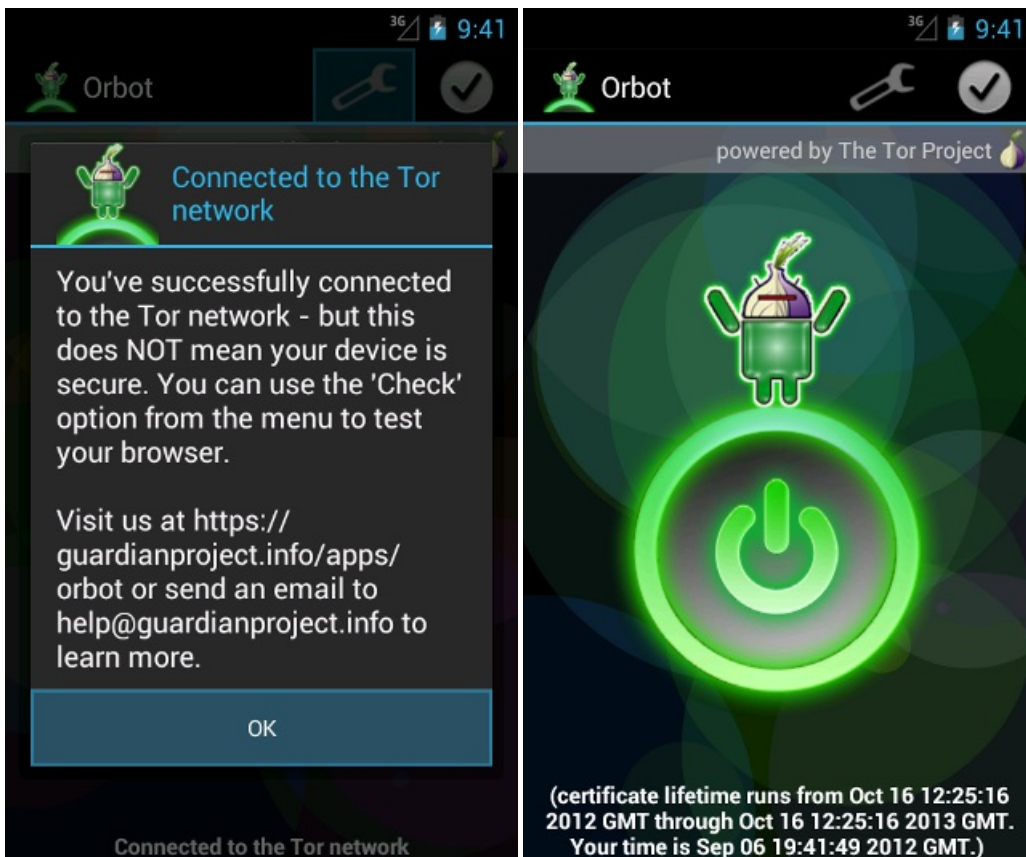 3G 9:41
Orbot
Connected to the Tor
network
You've successfully connected
to the Tor network - but this
does NOT mean your device is
secure. You can use the 'Check'
option from the menu to test
your browser.
Visit us at https://
guardianproject.info/apps/
orbot or send an email to
help@guardianproject.info to
learn more.
OK
Connected to the Tor network
3G 9:41
Orbot
powered by The Tor Project
(certificate lifetime runs from Oct 16 12:25:16
2012 GMT through Oct 16 12:25:16 2013 GMT.
Your time is Sep 06 19:41:49 2012 GMT.)